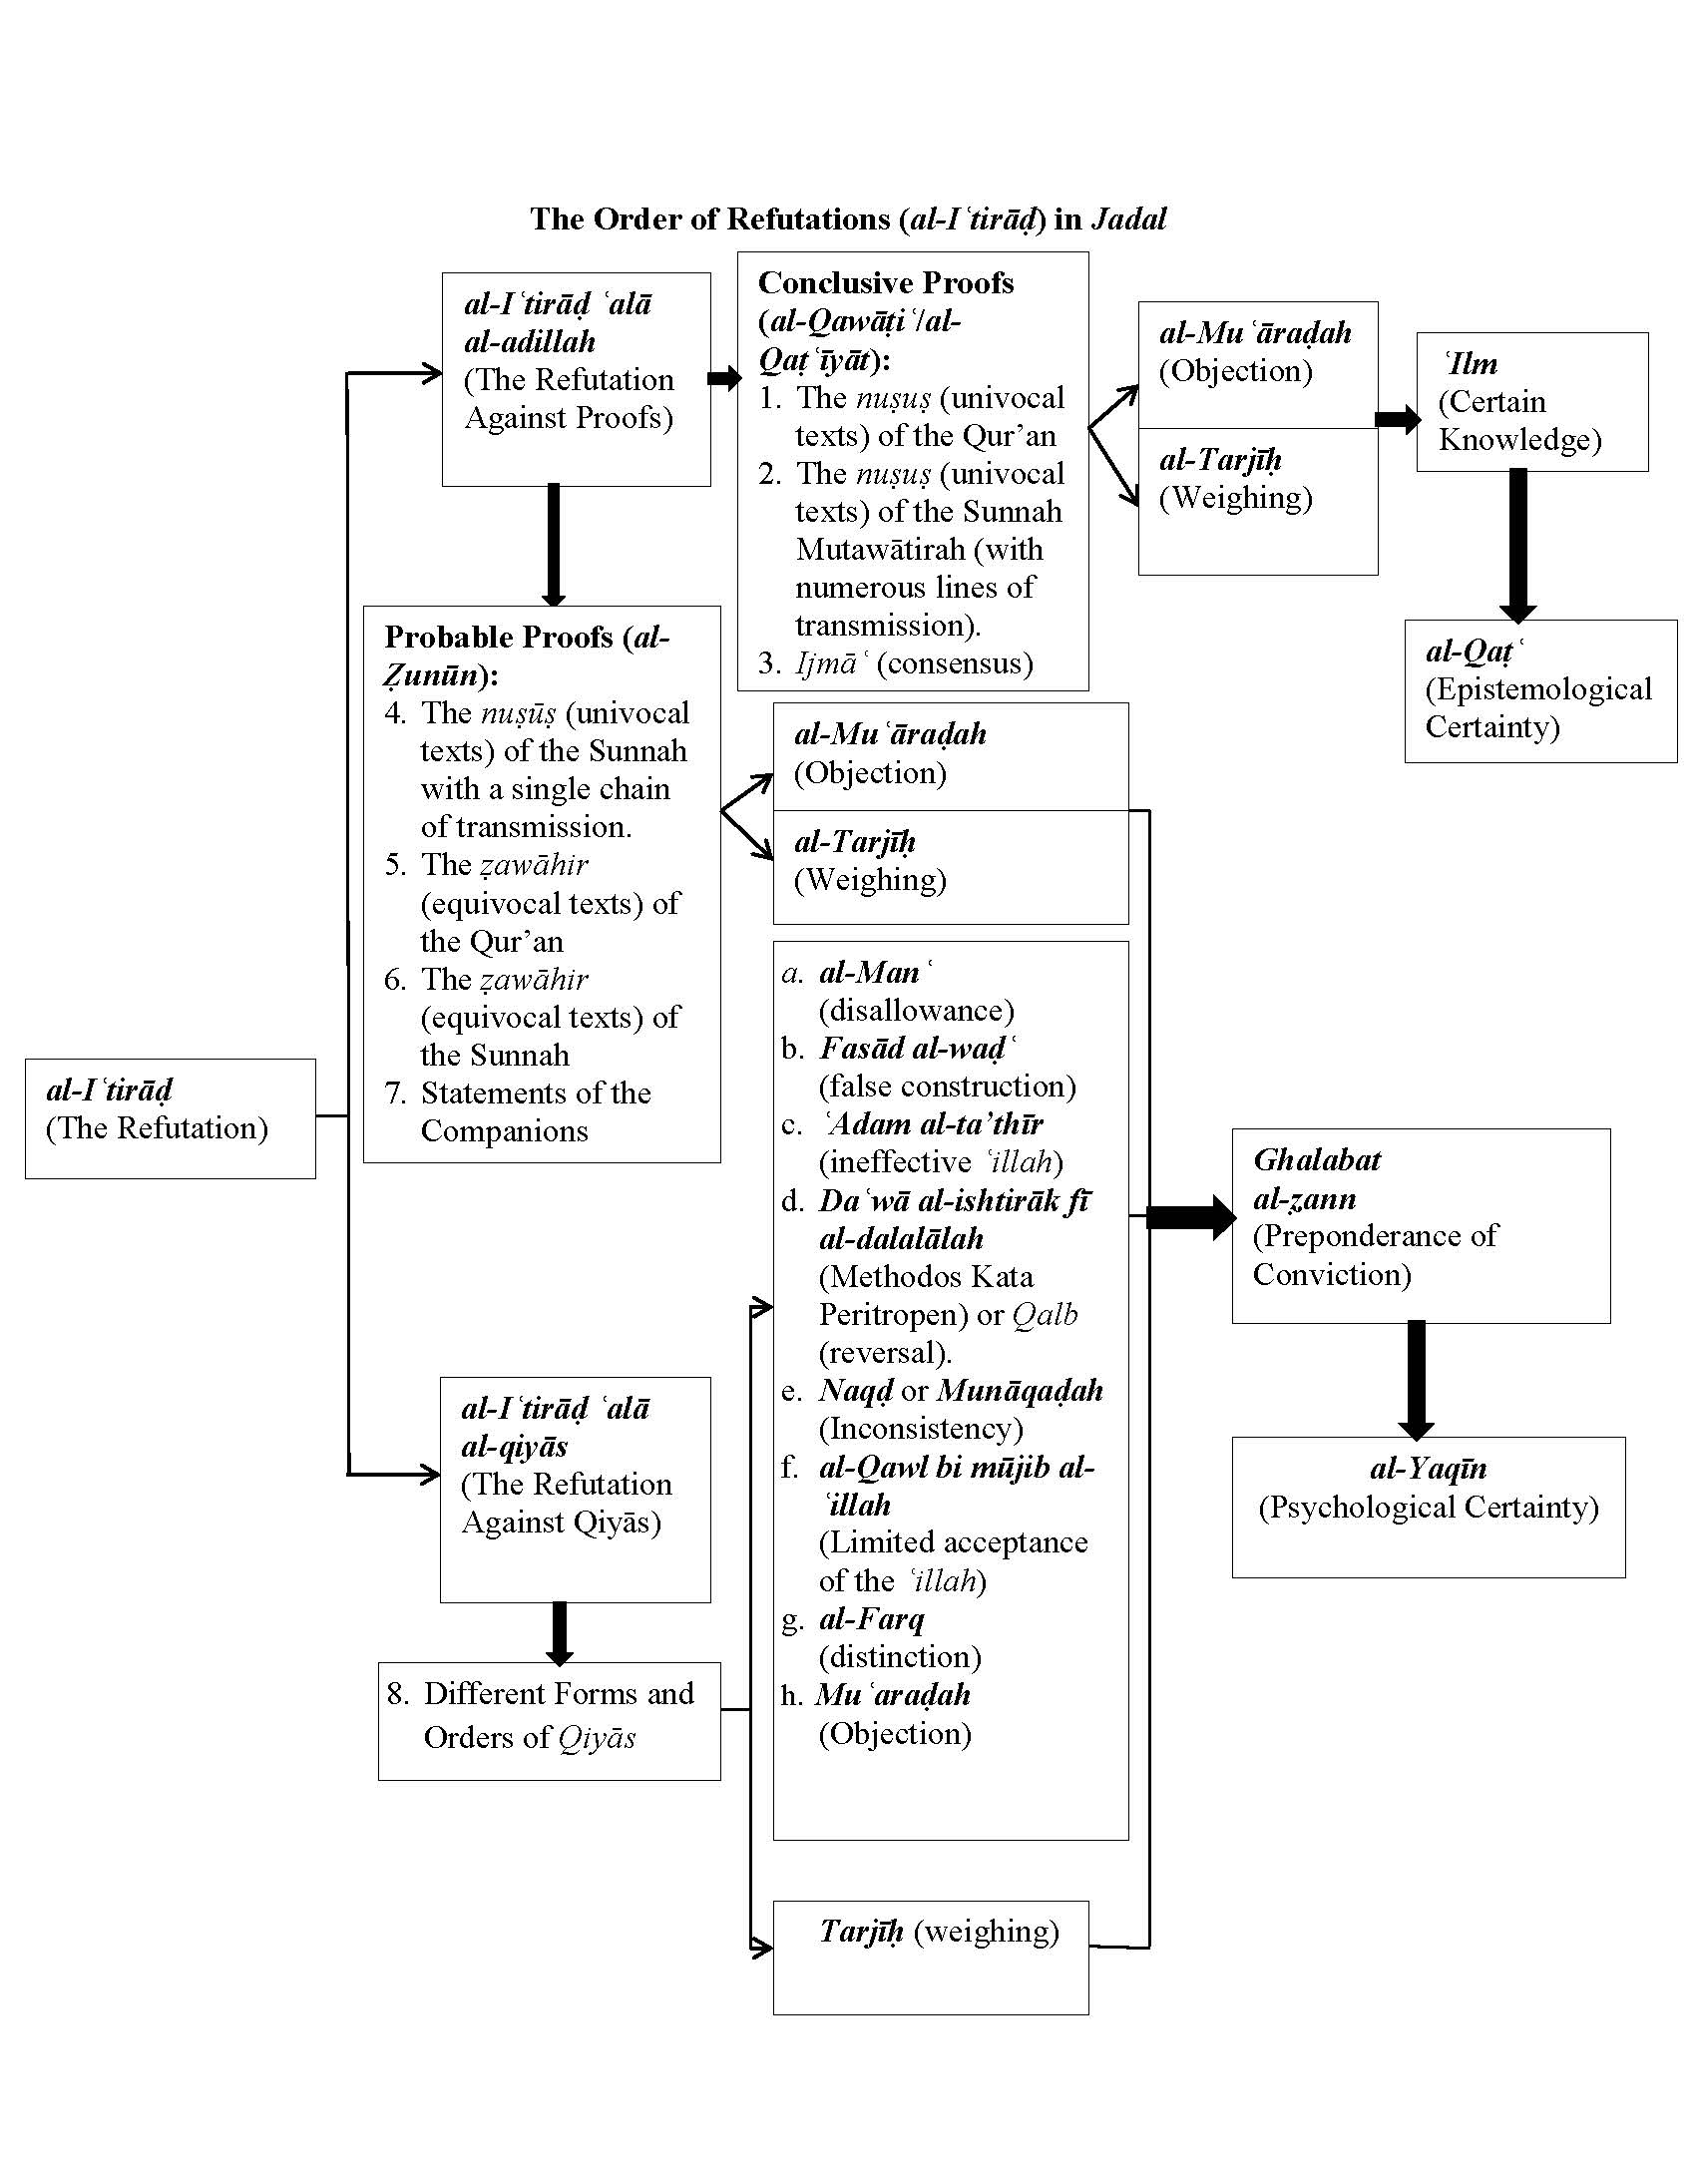 The Order of Refutations (al-Iʿtirāḍ) in Jadal
al-Iʿtirāḍ ʿalā
al-adillah
(The Refutation
Against Proofs)
Conclusive Proofs
(al-Qawāṭiʿ/al-
Qaṭʿīyāt):
1. The nuṣuṣ (univocal
texts) of the Qur’an
2. The nuṣuṣ (univocal
texts) of the Sunnah
Mutawātirah (with
numerous lines of
transmission).
3. Ijmāʿ (consensus)
al-Muʿāraḍah
(Objection)
al-Tarjīḥ
(Weighing)
ʿIlm
(Certain
Knowledge)
al-Qaṭʿ
(Epistemological
Certainty)
Probable Proofs (al-
Ẓunūn):
4. The nuṣūṣ (univocal
texts) of the Sunnah
with a single chain
of transmission.
5. The ẓawāhir
(equivocal texts) of
the Qur’an
6. The ẓawāhir
(equivocal texts) of
the Sunnah
7. Statements of the
Companions
al-Muʿāraḍah
(Objection)
al-Tarjīḥ
(Weighing)
al-Iʿtirāḍ
(The Refutation)
a. al-Manʿ
(disallowance)
b. Fasād al-waḍʿ
(false construction)
c. ʿAdam al-ta’thīr
(ineffective ʿillah)
d. Daʿwā al-ishtirāk fī
al-dalalālah
(Methodos Kata
Peritropen) or Qalb
(reversal).
e. Naqḍ or Munāqaḍah
(Inconsistency)
f. al-Qawl bi mūjib al-
ʿillah
(Limited acceptance
of the ʿillah)
g. al-Farq
(distinction)
h. Muʿaraḍah
(Objection)
Ghalabat
al-ẓann
(Preponderance of
Conviction)
al-Yaqīn
(Psychological Certainty)
al-Iʿtirāḍ ʿalā
al-qiyās
(The Refutation
Against Qiyās)
8. Different Forms and
Orders of Qiyās
Tarjīḥ (weighing)